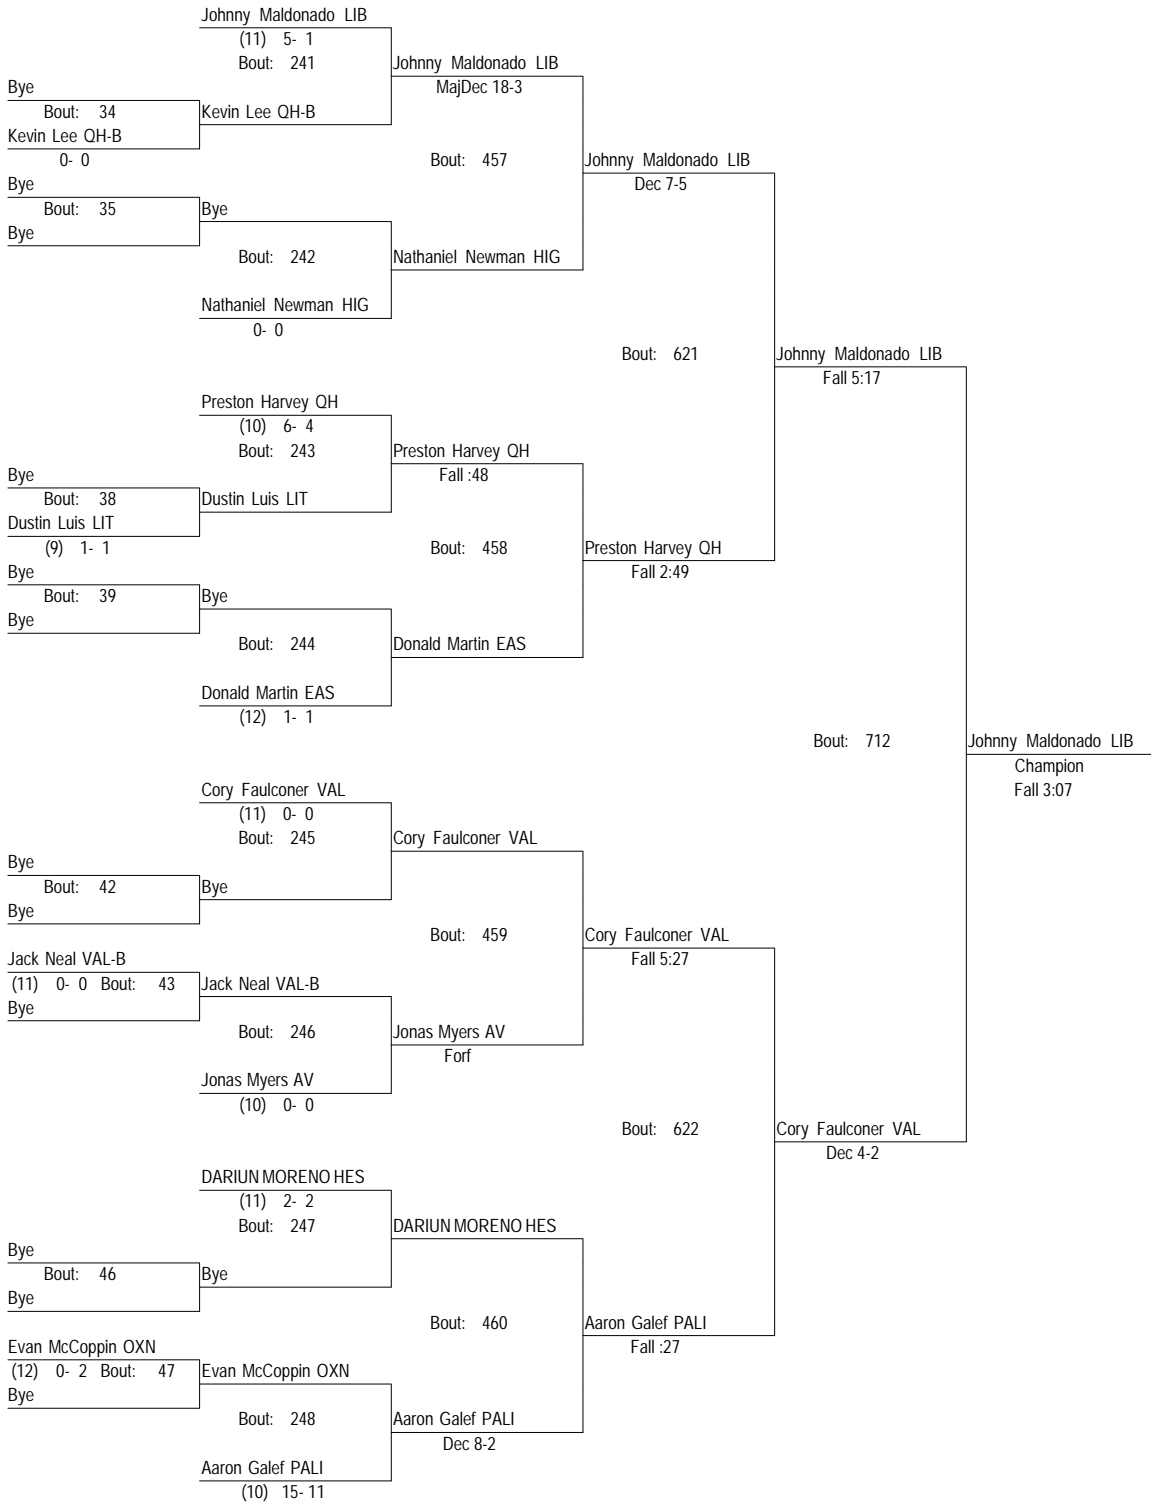 Johnny Maldonado LIB
(11) 5- 1
Bout: 241
Johnny Maldonado LIB
MajDec 18-3
Bye
Bout: 34
Kevin Lee QH-B
Kevin Lee QH-B
0- 0
Bout: 457
Johnny Maldonado LIB
Dec 7-5
Bye
Bout: 35
Bye
Bye
Bout: 242
Nathaniel Newman HIG
Nathaniel Newman HIG
0- 0
Bout: 621
Johnny Maldonado LIB
Fall 5:17
Preston Harvey QH
(10) 6- 4
Bout: 243
Preston Harvey QH
Fall :48
Bye
Bout: 38
Dustin Luis LIT
Dustin Luis LIT
(9) 1- 1
Bout: 458
Preston Harvey QH
Fall 2:49
Bye
Bout: 39
Bye
Bye
Bout: 244
Donald Martin EAS
Donald Martin EAS
(12) 1- 1
Bout: 712
Johnny Maldonado LIB
Champion
Fall 3:07
Cory Faulconer VAL
(11) 0- 0
Bout: 245
Cory Faulconer VAL
Bye
Bout: 42
Bye
Bye
Bout: 459
Cory Faulconer VAL
Fall 5:27
Jack Neal VAL-B
(11) 0- 0 Bout: 43
Jack Neal VAL-B
Bye
Bout: 246
Jonas Myers AV
Forf
Jonas Myers AV
(10) 0- 0
Bout: 622
Cory Faulconer VAL
Dec 4-2
DARIUN MORENO HES
(11) 2- 2
Bout: 247
DARIUN MORENO HES
Bye
Bout: 46
Bye
Bye
Bout: 460
Aaron Galef PALI
Fall :27
Evan McCoppin OXN
(12) 0- 2 Bout: 47
Evan McCoppin OXN
Bye
Bout: 248
Aaron Galef PALI
Dec 8-2
Aaron Galef PALI
(10) 15- 11